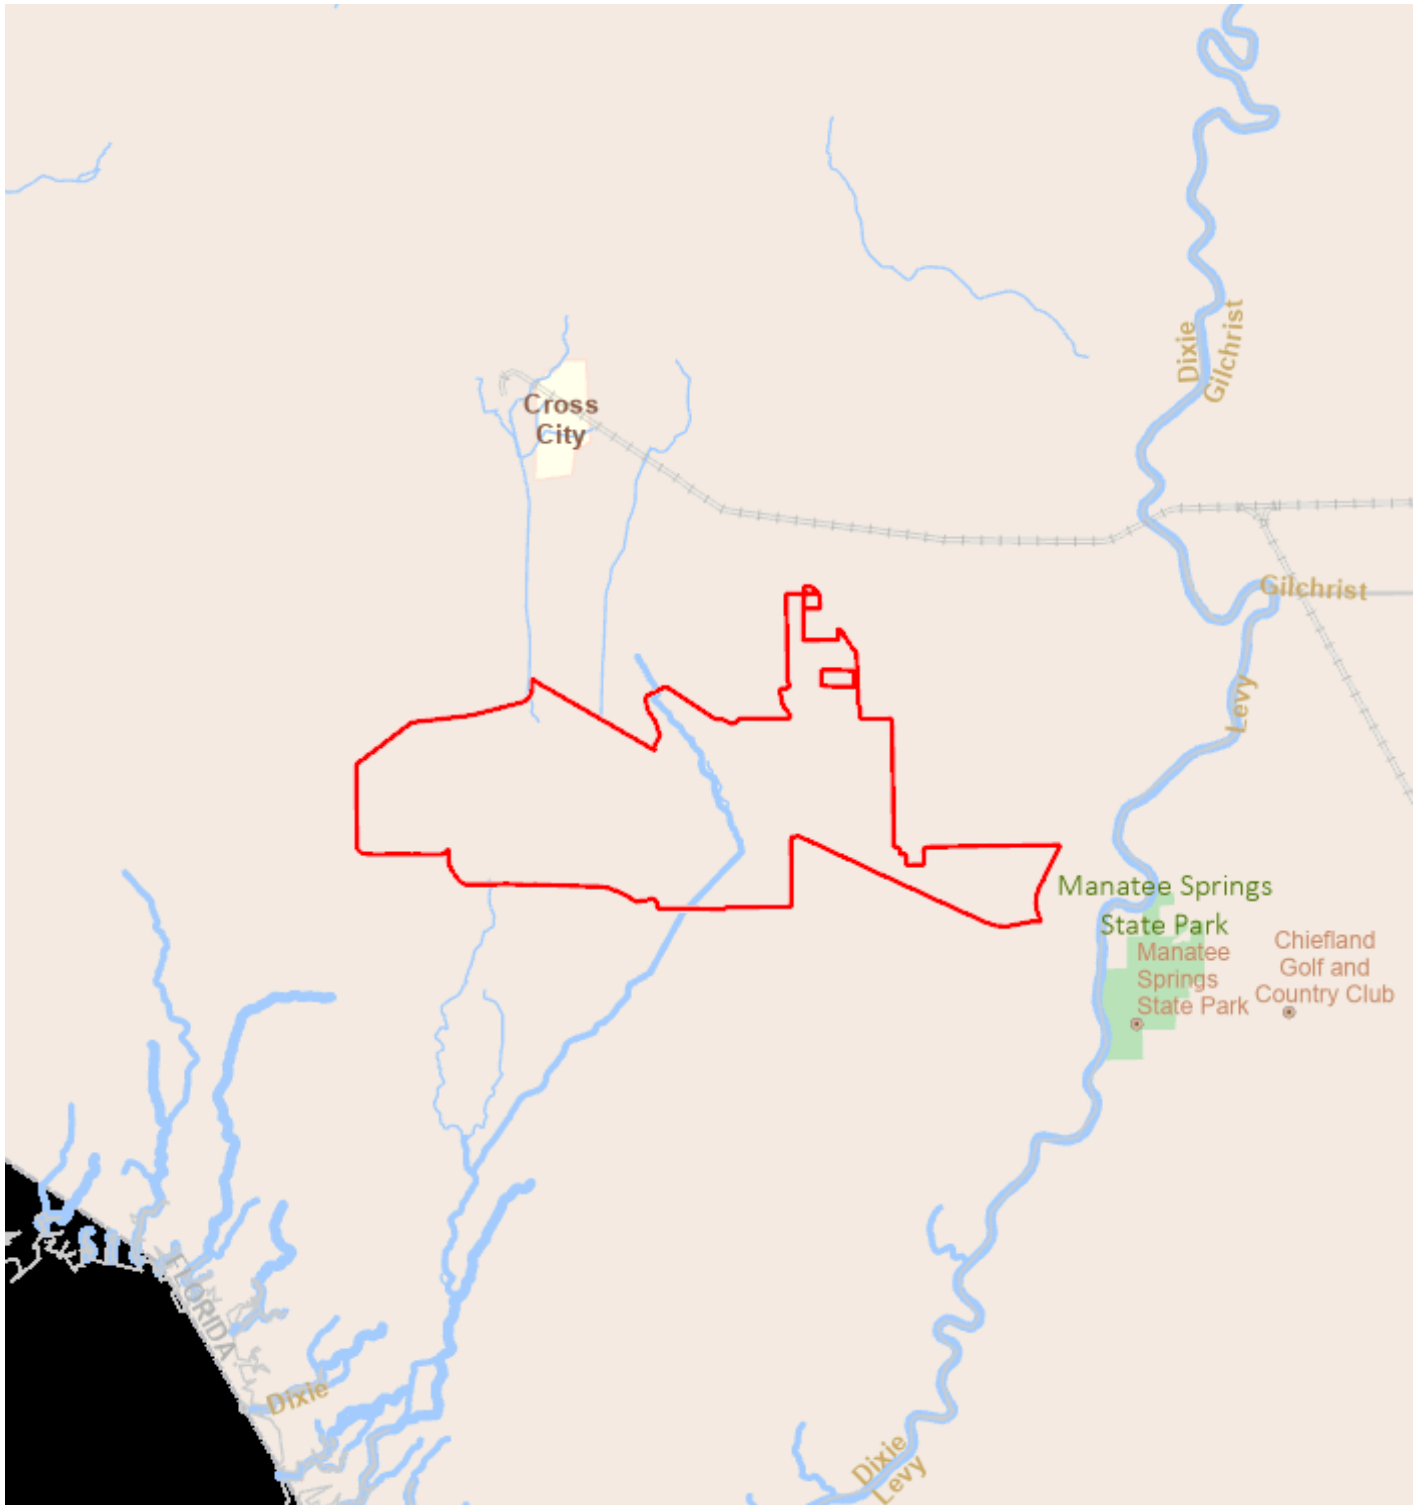 Dixie
Gilchrist
Cross
City
Gilchrist
Levy
Manatee Springs
State Park
Manatee
Springs
State Park
Chiefland
Golf and
Country Club
FLORIDA
Dixie
Dixie
Levy